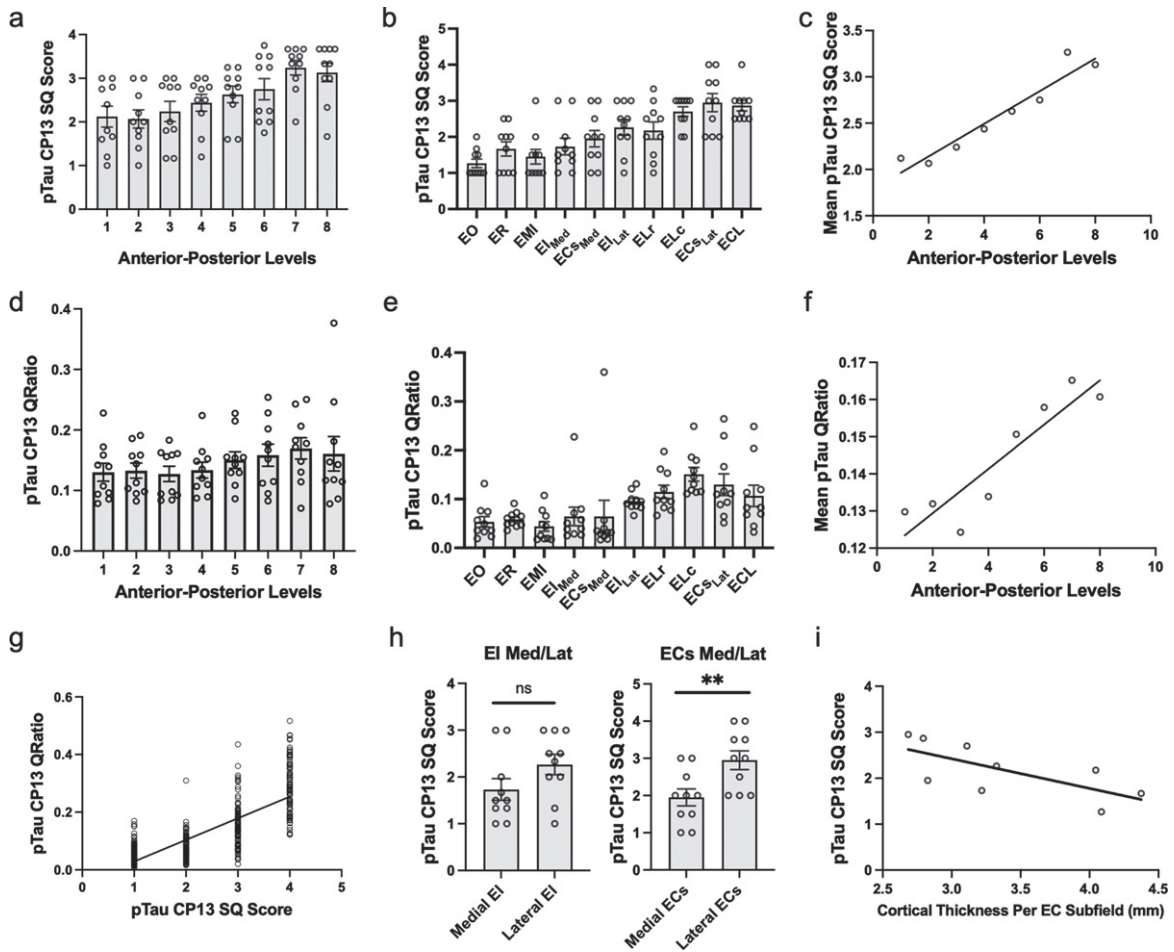 a
pTau CP13 SQ Score
4
3
2
1
0
1 2 3 4 5 6 7 8
Anterior-Posterior Levels
b
pTau CP13 SQ Score
5
4
3
2
1
0
EO ER EMI EIMed ECsMed EILat ELr ELc ECsLat ECL
c
Mean pTau CP13 SQ Score
3.5
3.0
2.5
2.0
1.5
0 2 4 6 8 10
Anterior-Posterior Levels
d
pTau CP13 QRatio
0.4
0.3
0.2
0.1
0.0
1 2 3 4 5 6 7 8
Anterior-Posterior Levels
e
pTau CP13 QRatio
0.4
0.3
0.2
0.1
0.0
EO ER EMI EIMed ECsMed EILat ELr ELc ECsLat ECL
f
Mean pTau QRatio
0.17
0.16
0.15
0.14
0.13
0.12
0 2 4 6 8 10
Anterior-Posterior Levels
g
pTau CP13 QRatio
0.6
0.4
0.2
0.0
0 1 2 3 4 5
pTau CP13 SQ Score
h
EI Med/Lat
ns
pTau CP13 SQ Score
4
3
2
1
0
Medial EI Lateral EI
ECs Med/Lat
**
pTau CP13 SQ Score
5
4
3
2
1
0
Medial ECs Lateral ECs
i
pTau CP13 SQ Score
4
3
2
1
0
2.5 3.0 3.5 4.0 4.5
Cortical Thickness Per EC Subfield (mm)